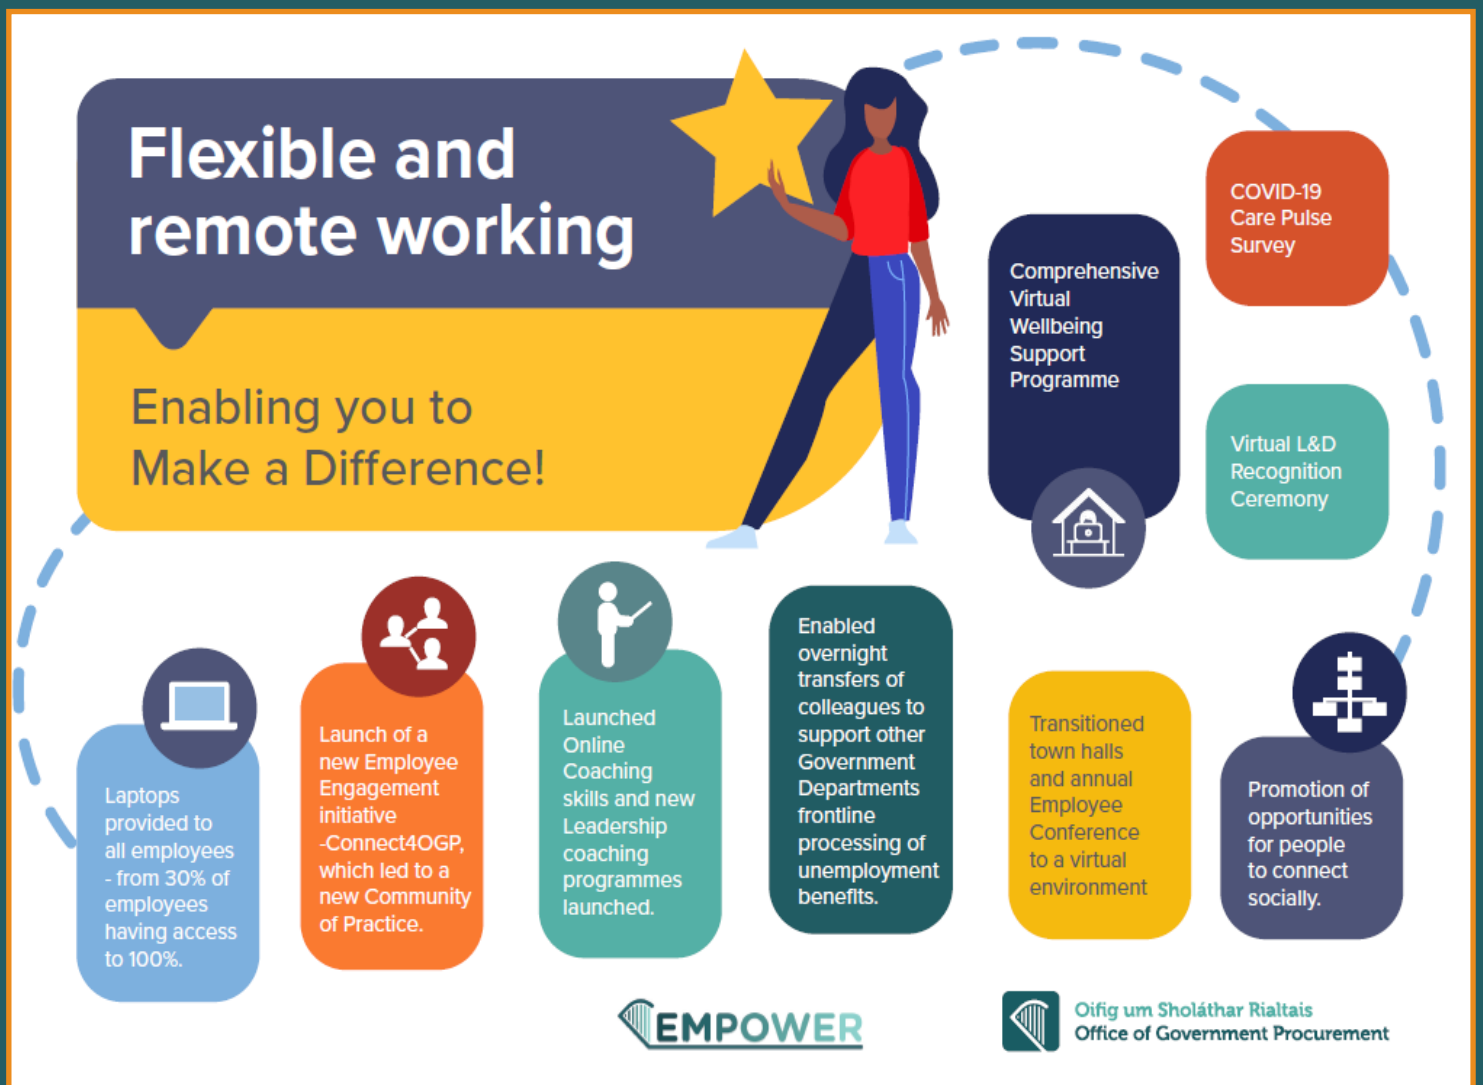 Flexible and
remote working
Enabling you to
Make a Difference!
COVID-19
Care Pulse
Survey
Comprehensive
Virtual
Wellbeing
Support
Programme
Virtual L&D
Recognition
Ceremony
Laptops
provided to
all employees
- from 30% of
employees
having access
to 100%.
Launch of a
new Employee
Engagement
initiative
-Connect4OGP,
which led to a
new Community
of Practice.
Launched
Online
Coaching
skills and new
Leadership
coaching
programmes
launched.
Enabled
overnight
transfers of
colleagues to
support other
Government
Departments
frontline
processing of
unemployment
benefits.
Transitioned
town halls
and annual
Employee
Conference
to a virtual
environment
Promotion of
opportunities
for people
to connect
socially.
EMPOWER
Oifig um Sholáthar Rialtais
Office of Government Procurement